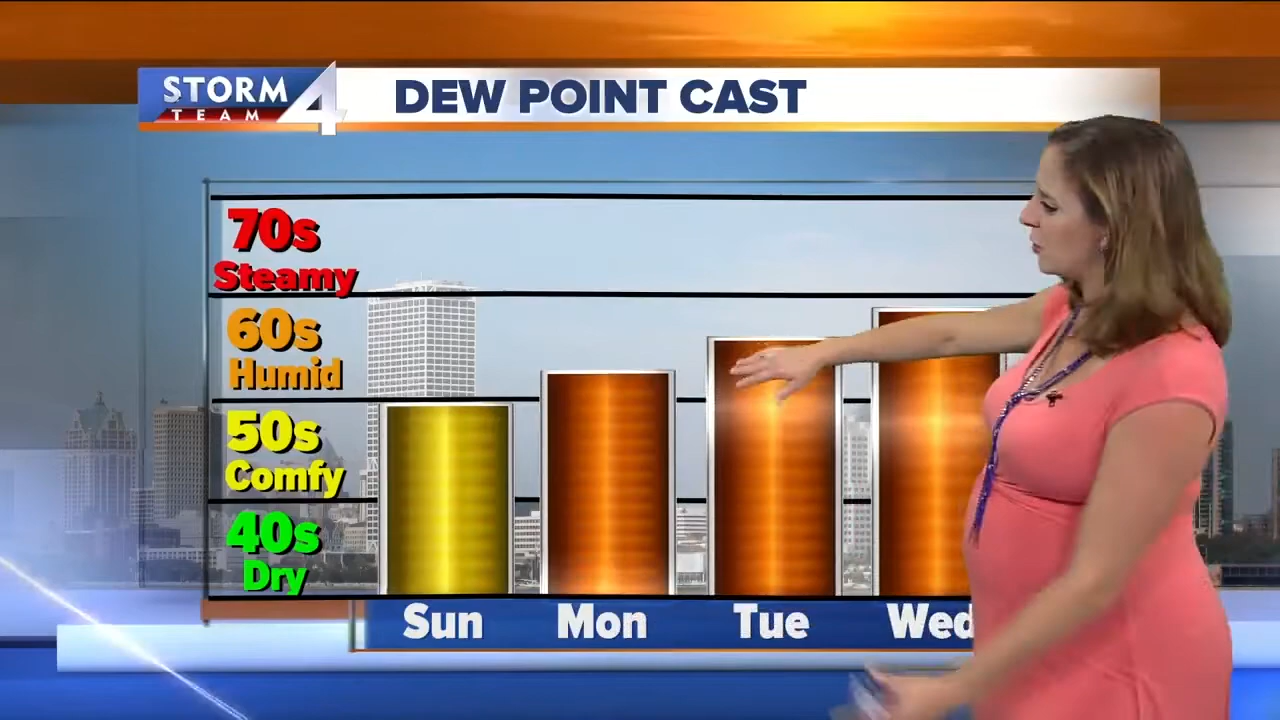 STORM 4
TEAM
DEW POINT CAST
70s
Steamy
60s
Humid
50s
Comfy
40s
Dry
Sun Mon Tue Wed